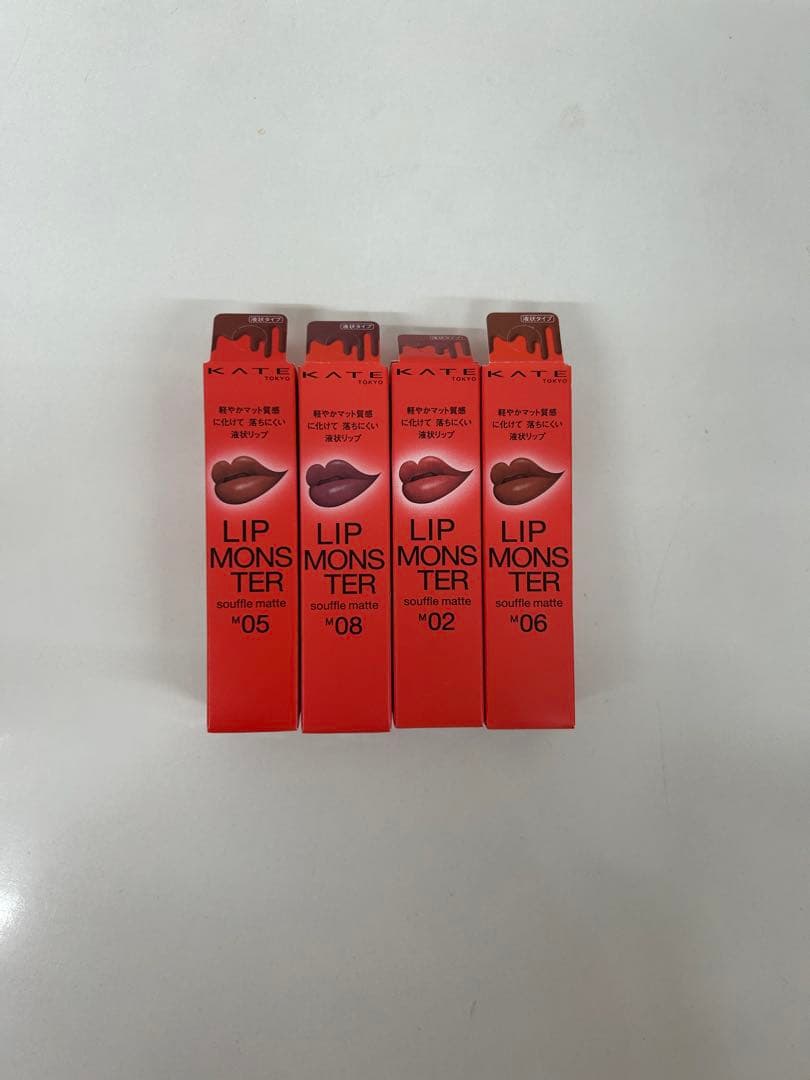 液状タイプ
KATE
TOKYO
軽やかマット質感
に化けて 落ちにくい
液状リップ
LIP
MONS
TER
souffle matte
M05
液状タイプ
KATE
TOKYO
軽やかマット質感
に化けて 落ちにくい
液状リップ
LIP
MONS
TER
souffle matte
M08
液状タイプ
KATE
TOKYO
軽やかマット質感
に化けて 落ちにくい
液状リップ
LIP
MONS
TER
souffle matte
M02
液状タイプ
KATE
TOKYO
軽やかマット質感
に化けて 落ちにくい
液状リップ
LIP
MONS
TER
souffle matte
M06